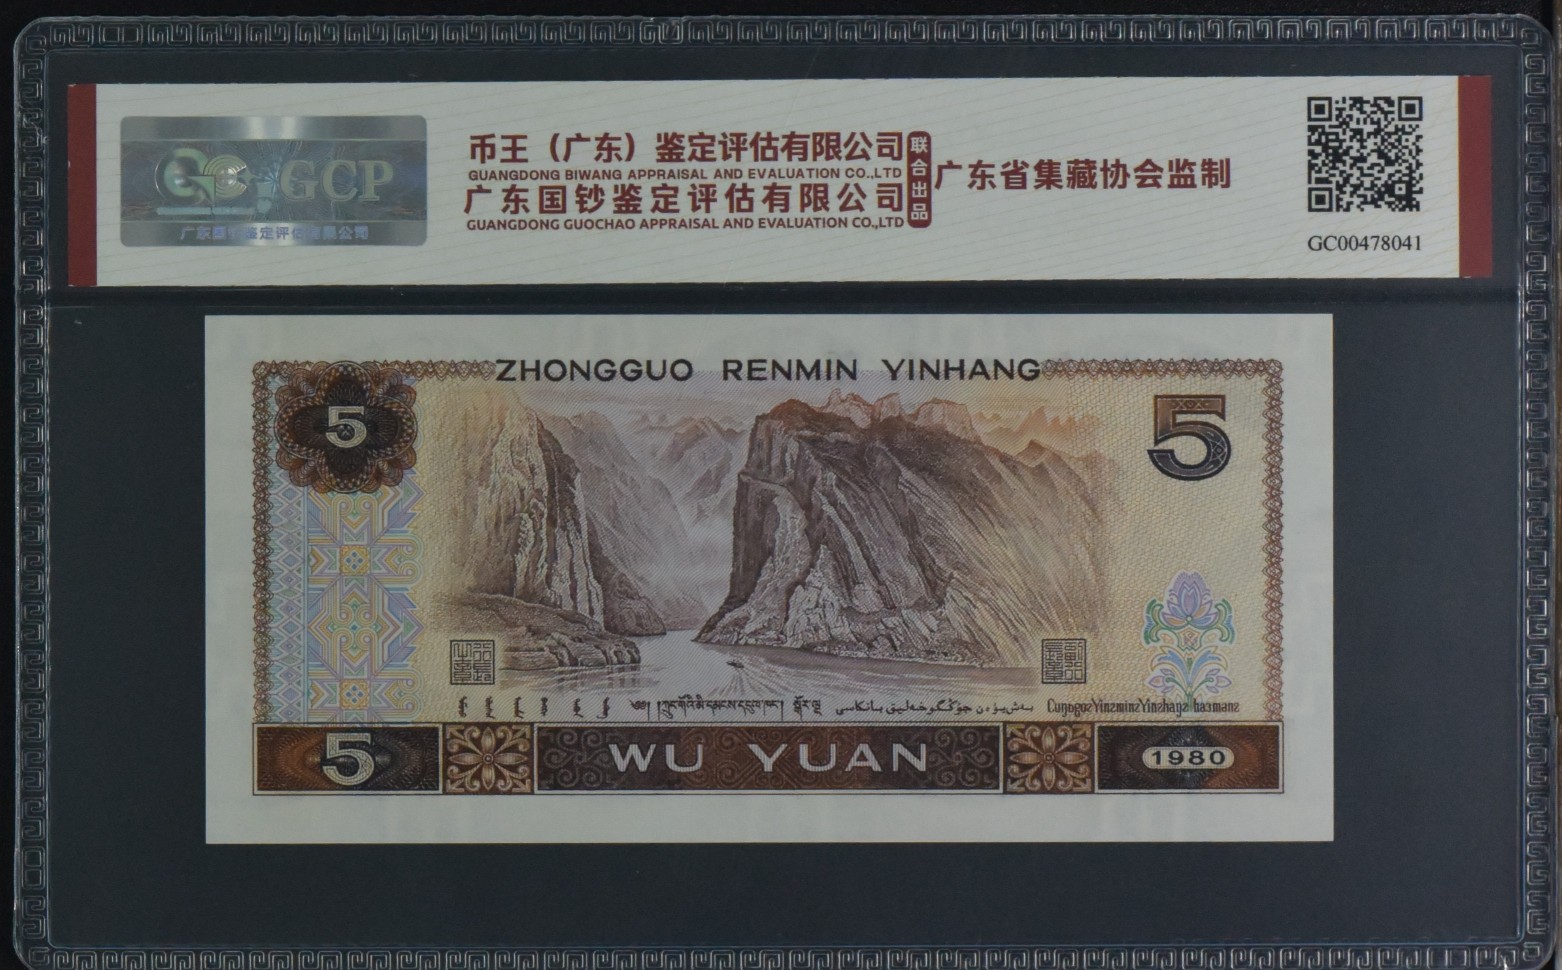 GCP
广东国钞鉴定评估有限公司
币王（广东）鉴定评估有限公司
GUANGDONG BIWANG APPRAISAL AND EVALUATION CO.,LTD
广东国钞鉴定评估有限公司
GUANGDONG GUOCHAO APPRAISAL AND EVALUATION CO.,LTD
联合出品
广东省集藏协会监制
GC00478041
ZHONGGUO RENMIN YINHANG
5
5
5
WU YUAN
1980